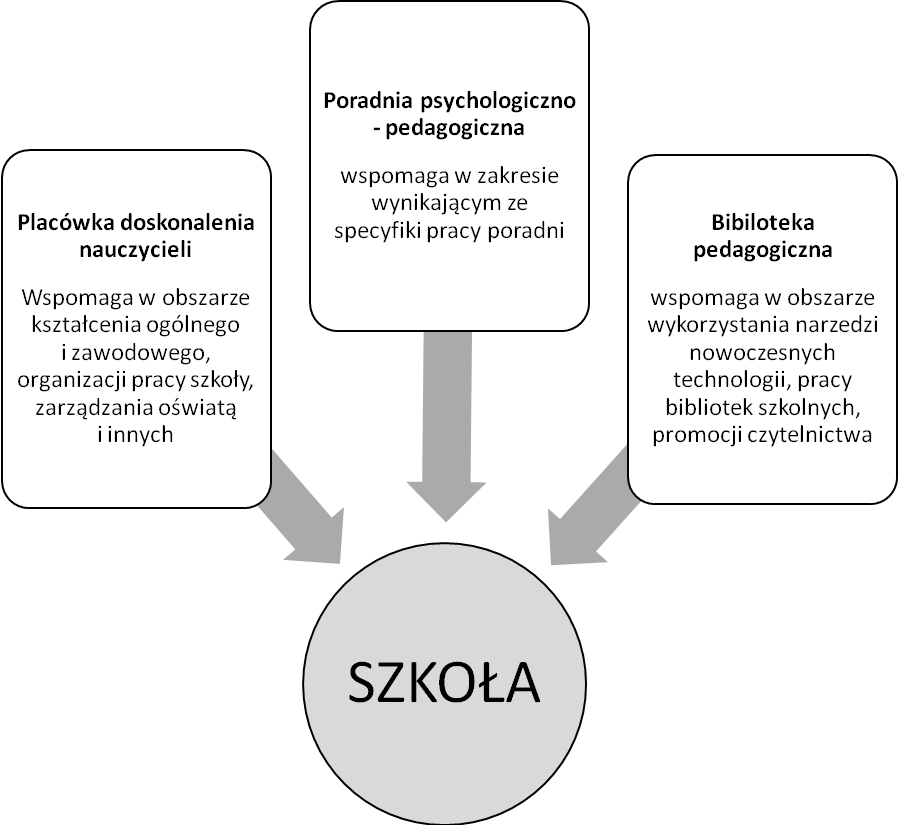 Placówka doskonalenia
nauczycieli
Wspomaga w obszarze
kształcenia ogólnego
i zawodowego,
organizacji pracy szkoły,
zarządzania oświatą
i innych
Poradnia psychologiczno
- pedagogiczna
wspomaga w zakresie
wynikającym ze
specyfiki pracy poradni
Bibiloteka
pedagogiczna
wspomaga w obszarze
wykorzystania narzedzi
nowoczesnych
technologii, pracy
bibliotek szkolnych,
promocji czytelnictwa
SZKOŁA